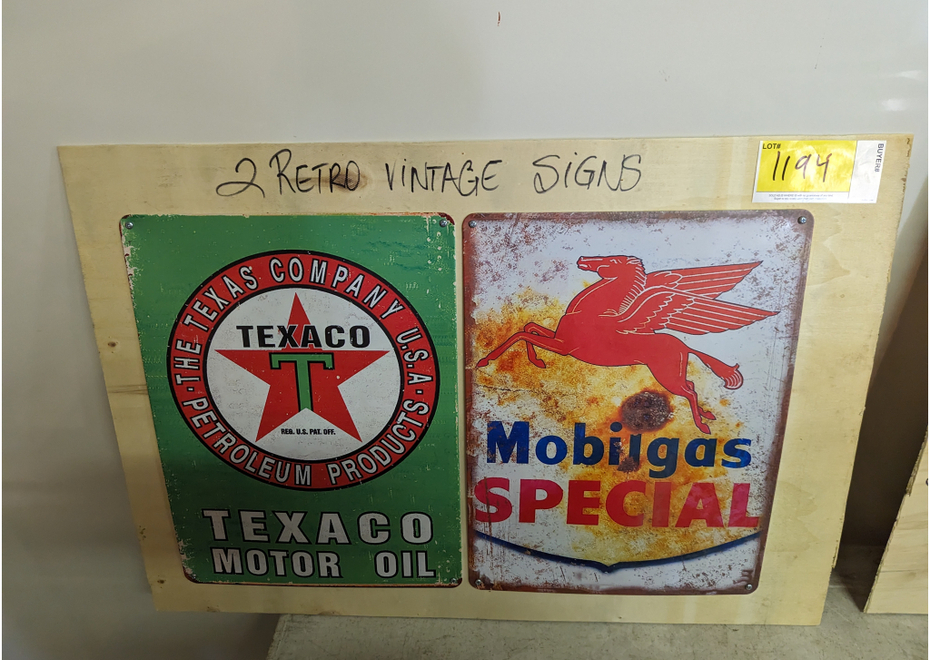 2 RETRO VINTAGE SIGNS
LOT#
1194
BUYER#
·THE TEXAS COMPANY U.S.A·
PETROLEUM PRODUCTS
TEXACO
T
REG. U.S. PAT. OFF.
TEXACO
MOTOR OIL
Mobilgas
SPECIAL